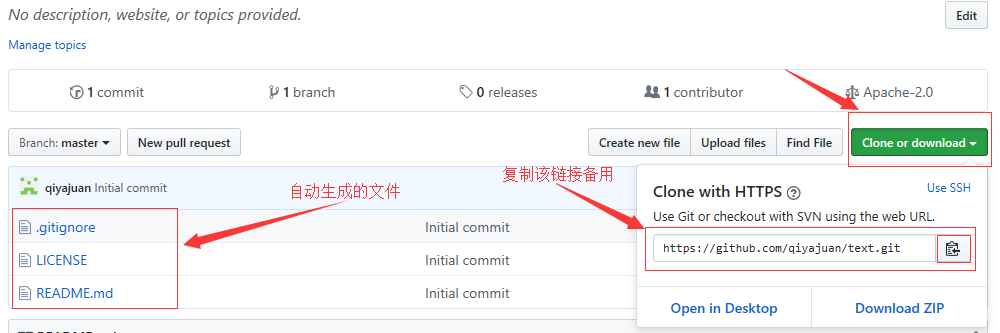 No description, website, or topics provided.
Edit
Manage topics
1 commit
1 branch
0 releases
1 contributor
Apache-2.0
Branch: master
New pull request
Create new file
Upload files
Find File
Clone or download
qiyajuan Initial commit
自动生成的文件
复制该链接备用
Clone with HTTPS
Use SSH
Use Git or checkout with SVN using the web URL.
.gitignore
Initial commit
https://github.com/qiyajuan/text.git
LICENSE
Initial commit
README.md
Initial commit
Open in Desktop
Download ZIP